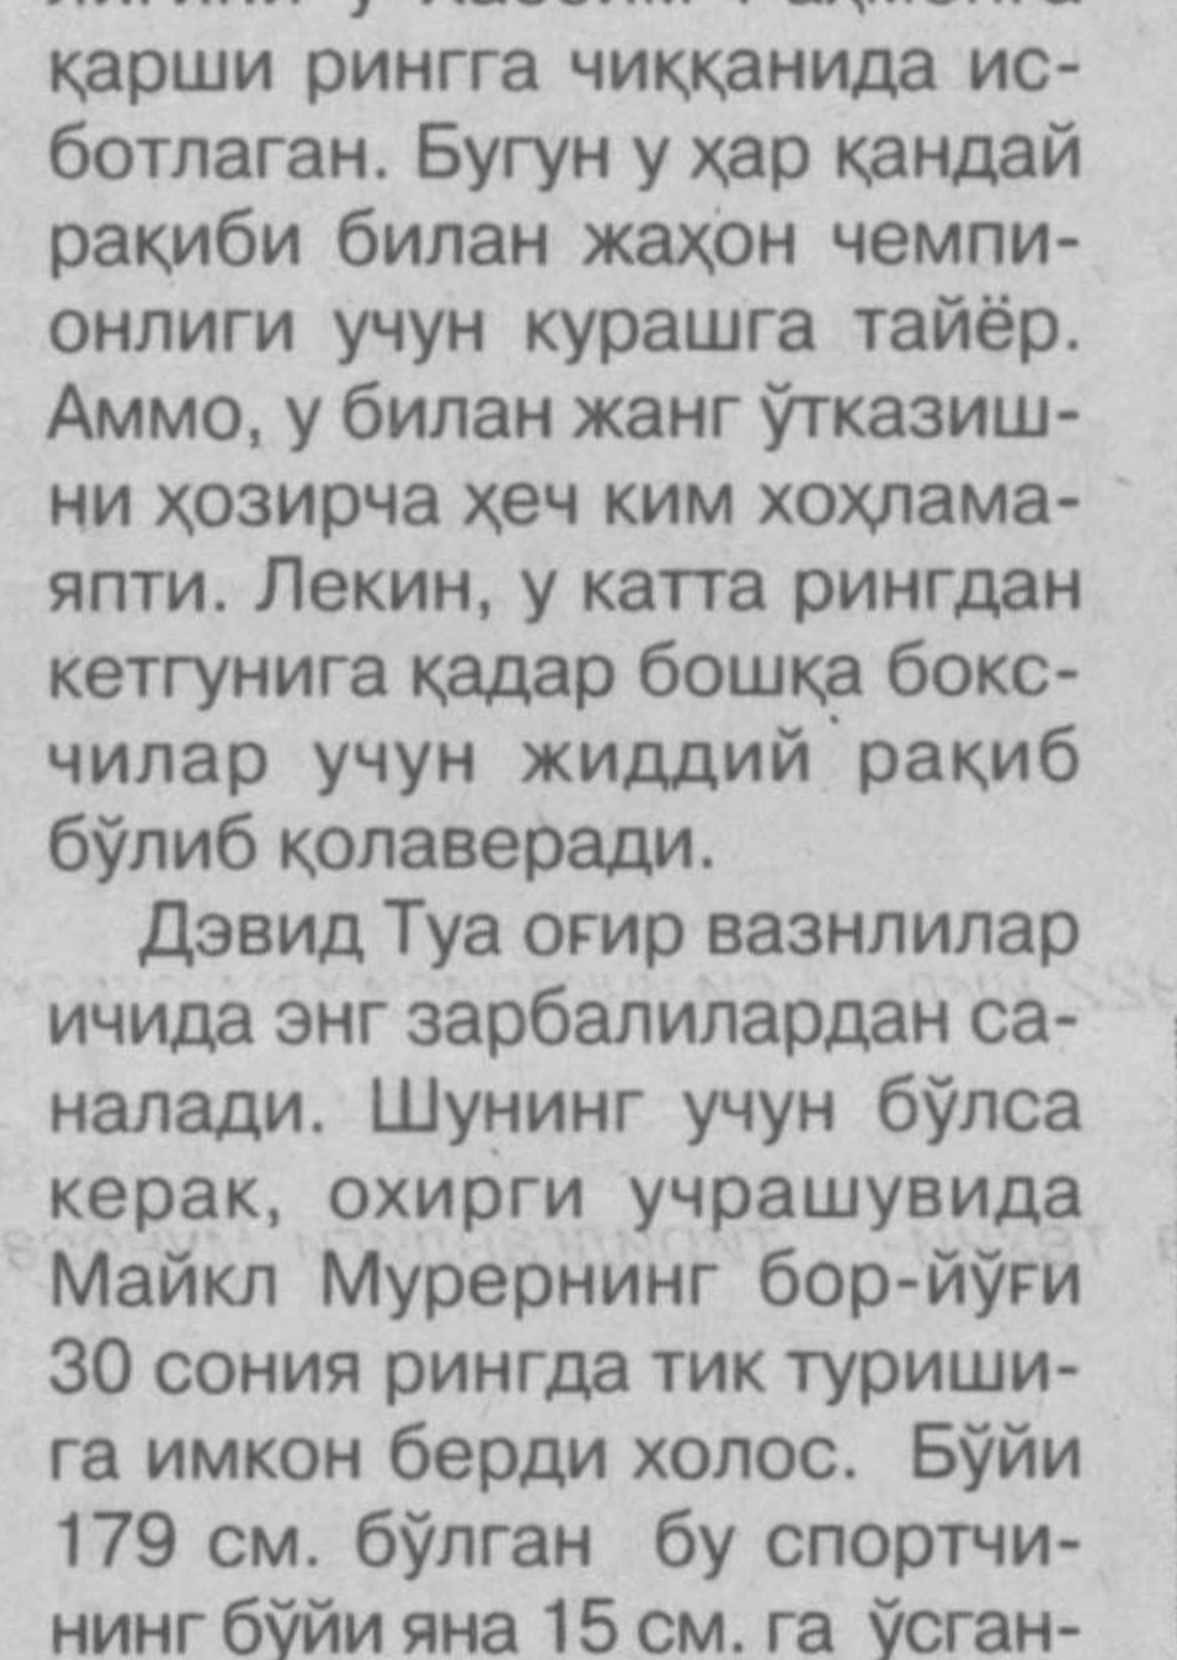 қарши рингга чиққанида ис-
ботлаган. Бугун у ҳар қандай
рақиби билан жаҳон чемпи-
онлиги учун курашга тайёр.
Аммо, у билан жанг ўтказиш-
ни ҳозирча ҳеч ким хоҳлама-
япти. Лекин, у катта рингдан
кетгунига қадар бошқа бокс-
чилар учун жиддий рақиб
бўлиб қолаверади.
Дэвид Туа оғир вазнлилар
ичида энг зарбалилардан са-
налади. Шунинг учун бўлса
керак, охирги учрашувида
Майкл Мурернинг бор-йўғи
30 сония рингда тик туриши-
га имкон берди холос. Бўйи
179 см. бўлган бу спортчи-
нинг бўйи яна 15 см. га ўсган-